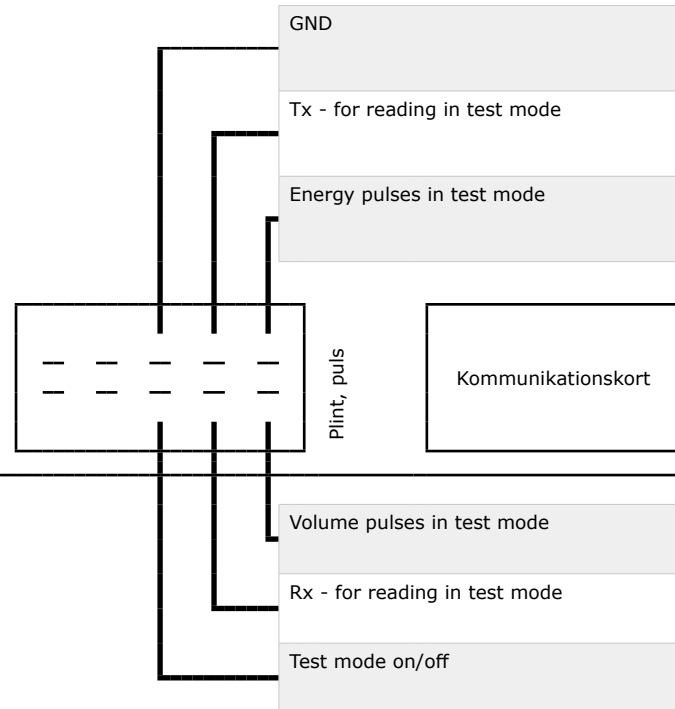 GND
Tx - for reading in test mode
Energy pulses in test mode
Plint, puls
Kommunikationskort
Volume pulses in test mode
Rx - for reading in test mode
Test mode on/off